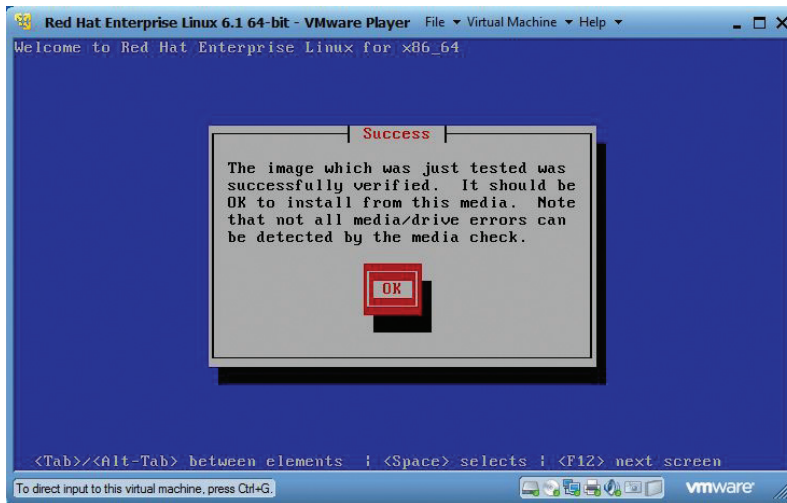 Red Hat Enterprise Linux 6.1 64-bit - VMware Player File Virtual Machine Help
Welcome to Red Hat Enterprise Linux for x86_64
Success
The image which was just tested was
successfully verified. It should be
OK to install from this media. Note
that not all media/drive errors can
be detected by the media check.
OK
<Tab>/<Alt-Tab> between elements | <Space> selects | <F12> next screen
To direct input to this virtual machine, press Ctrl+G.
vmware